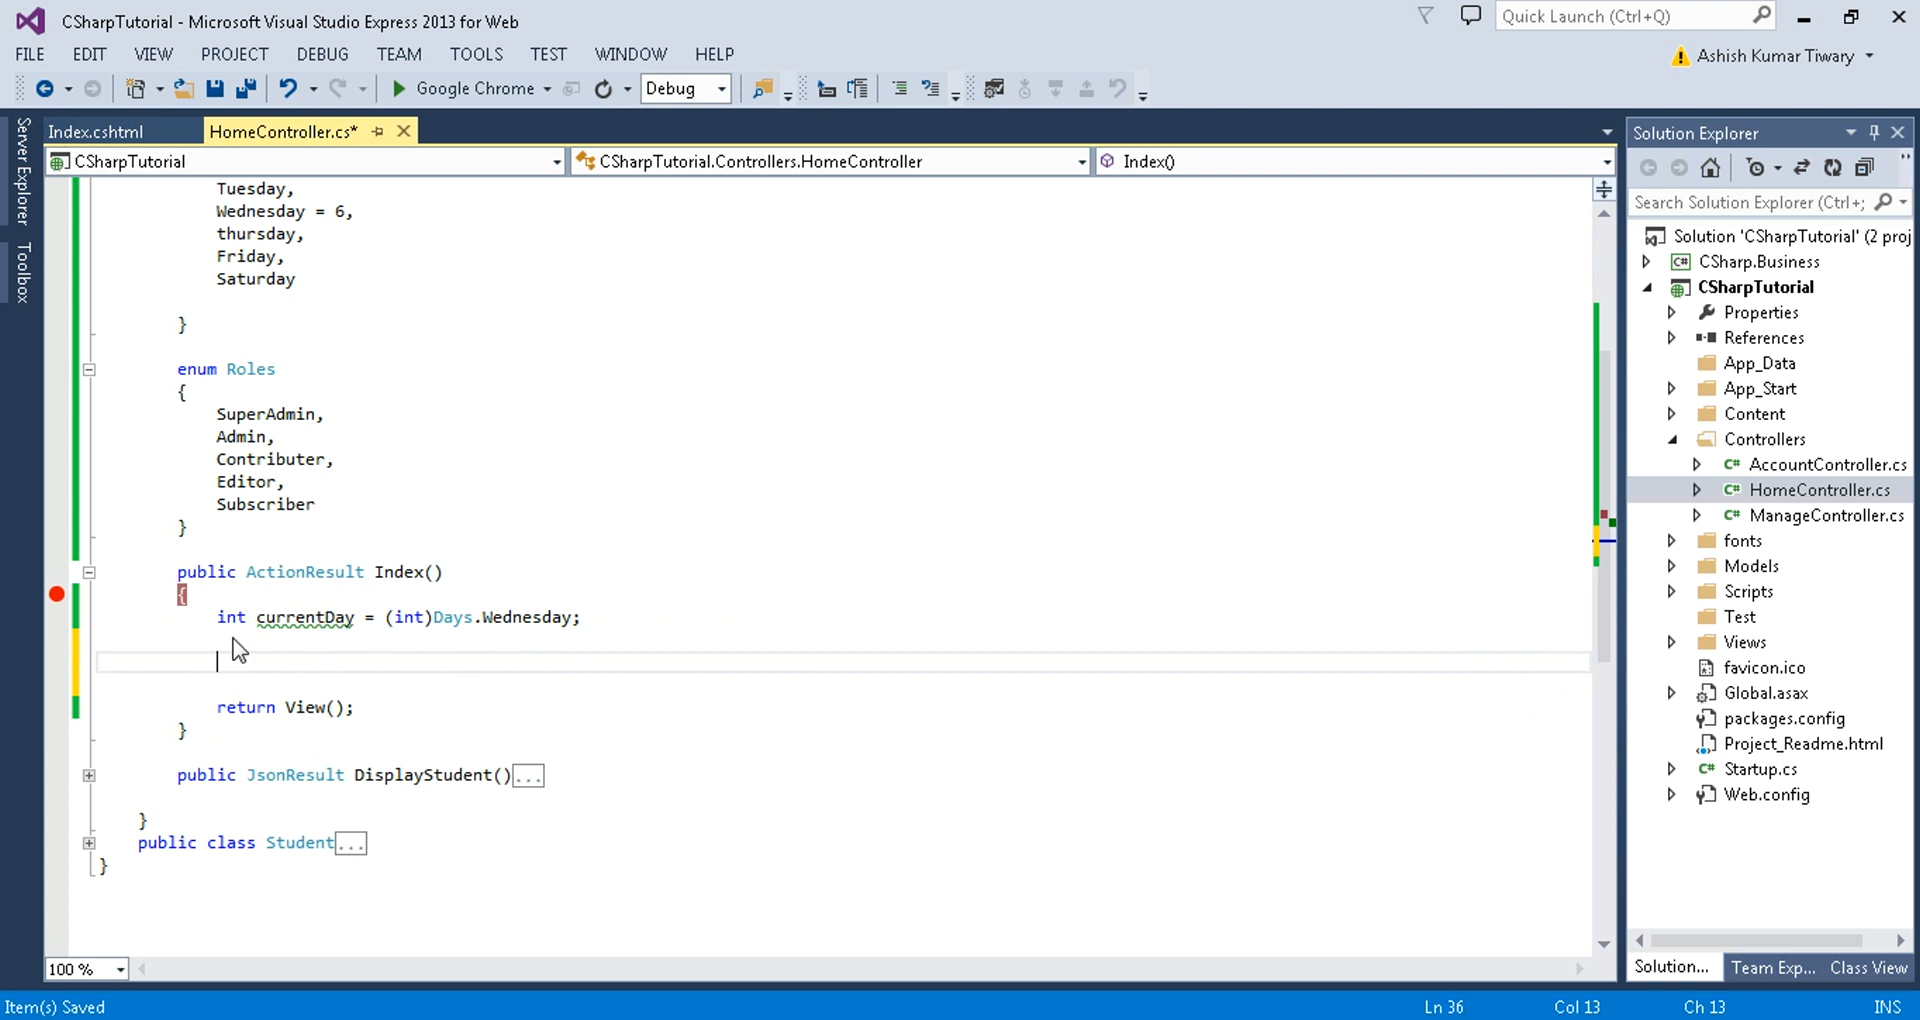 CSharpTutorial - Microsoft Visual Studio Express 2013 for Web
Quick Launch (Ctrl+Q)
FILE EDIT VIEW PROJECT DEBUG TEAM TOOLS TEST WINDOW HELP
Ashish Kumar Tiwary
Google Chrome
Debug
Server Explorer
Toolbox
Index.cshtml
HomeController.cs*
CSharpTutorial
CSharpTutorial.Controllers.HomeController
Index()
Tuesday,
Wednesday = 6,
thursday,
Friday,
Saturday
}
enum Roles
{
SuperAdmin,
Admin,
Contributer,
Editor,
Subscriber
}
public ActionResult Index()
{
int currentDay = (int)Days.Wednesday;
return View();
}
public JsonResult DisplayStudent()...
}
public class Student...
}
100 %
Solution Explorer
Search Solution Explorer (Ctrl+;
Solution 'CSharpTutorial' (2 proj
C# CSharp.Business
CSharpTutorial
Properties
References
App_Data
App_Start
Content
Controllers
C# AccountController.cs
C# HomeController.cs
C# ManageController.cs
fonts
Models
Scripts
Test
Views
favicon.ico
Global.asax
packages.config
Project_Readme.html
C# Startup.cs
Web.config
Solution... Team Exp... Class View
Item(s) Saved
Ln 36 Col 13 Ch 13 INS